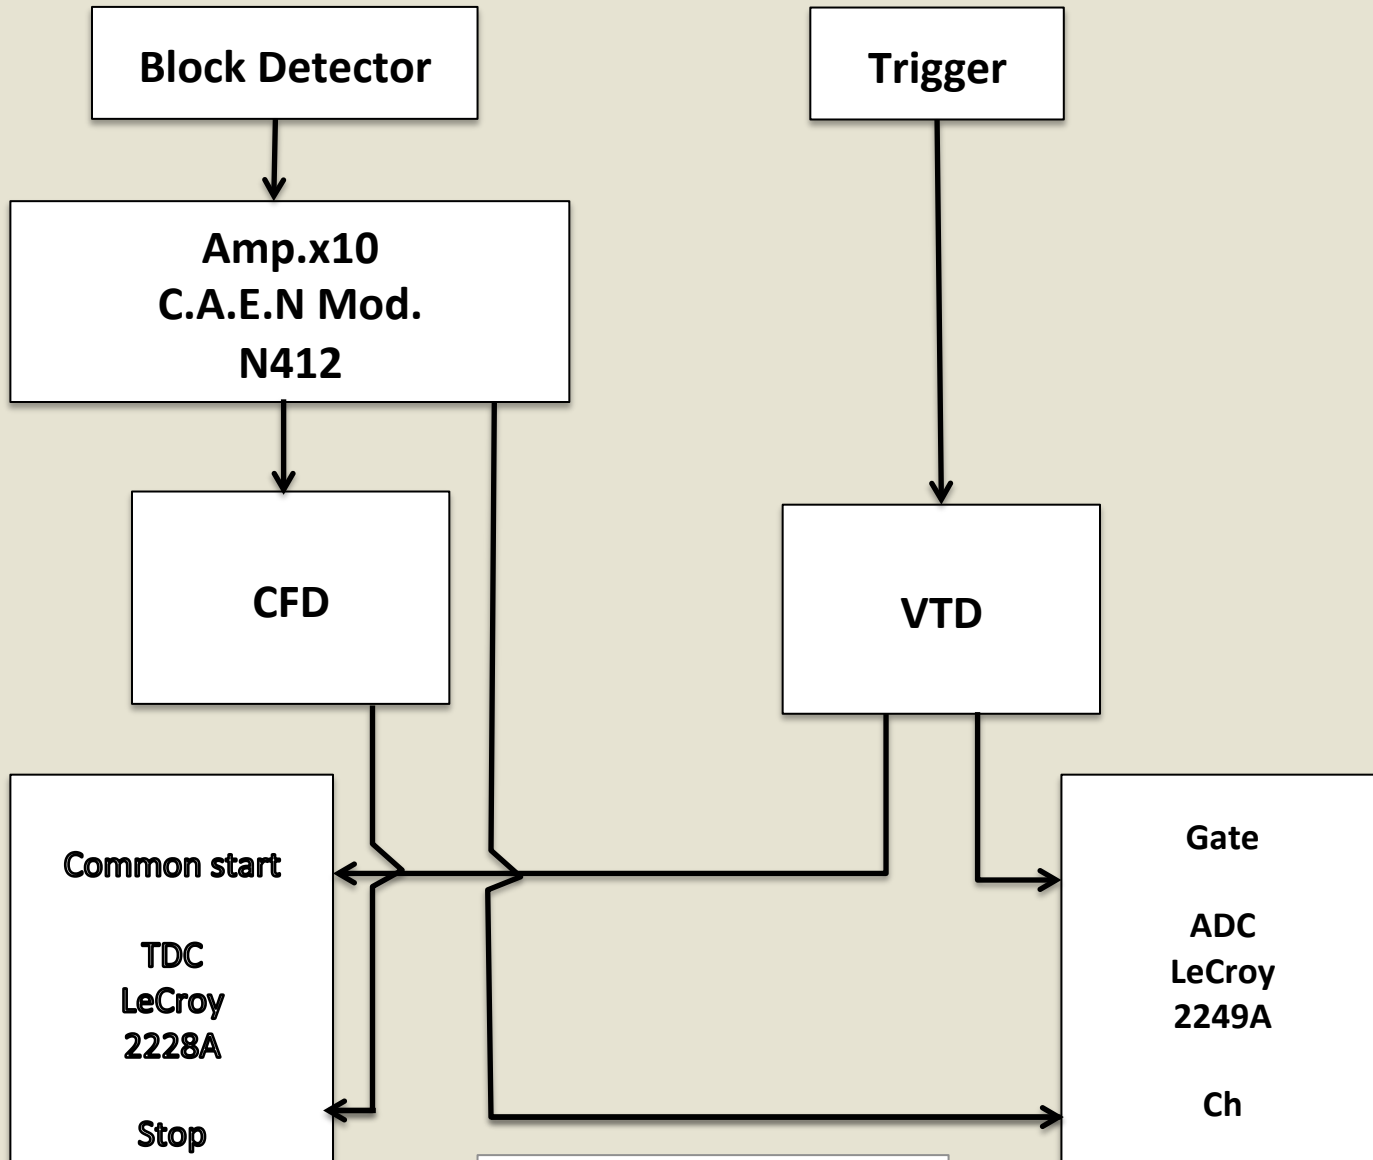 Block Detector
Trigger
Amp.x10
C.A.E.N Mod.
N412
CFD
VTD
Common start
TDC
LeCroy
2228A
Stop
Gate
ADC
LeCroy
2249A
Ch